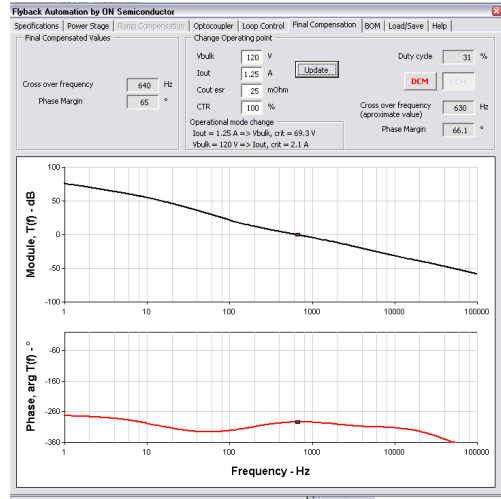 Flyback Automation by ON Semiconductor
Specifications | Power Stage | Ramp Compensation | Optocoupler | Loop Control | Final Compensation | BOM | Load/Save | Help
Final Compensated Values
Cross over frequency 640 Hz
Phase Margin 65 °
Change Operating point
Vbulk 120 V
Iout 1.25 A
Update
Cout esr 25 mOhm
CTR 100 %
Operational mode change
Iout = 1.25 A => Vbulk, crit = 69.3 V
Vbulk = 120 V => Iout, crit = 2.1 A
Duty cycle 31 %
DCM CCM
Cross over frequency 630 Hz
(aproximate value)
Phase Margin 66.1 °
Module, T(f) - dB
100
50
0
-50
-100
1 10 100 1000 10000 100000
Phase, arg T(f) - °
-60
-160
-260
-360
1 10 100 1000 10000 100000
Frequency - Hz